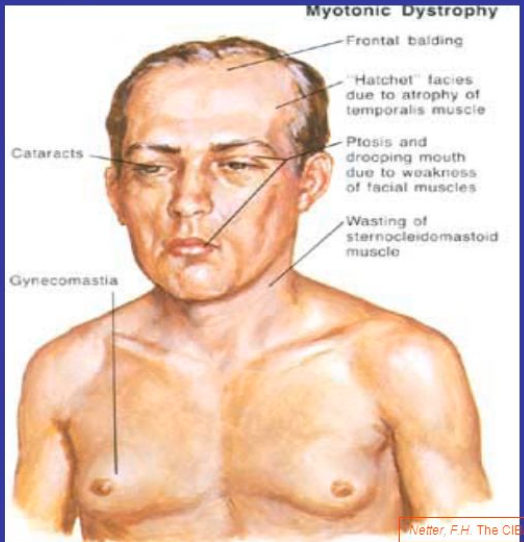 Myotonic Dystrophy
Frontal balding
"Hatchet" facies
due to atrophy of
temporalis muscle
Cataracts
Ptosis and
drooping mouth
due to weakness
of facial muscles
Wasting of
sternocleidomastoid
muscle
Gynecomastia
Netter, F.H. The CIB